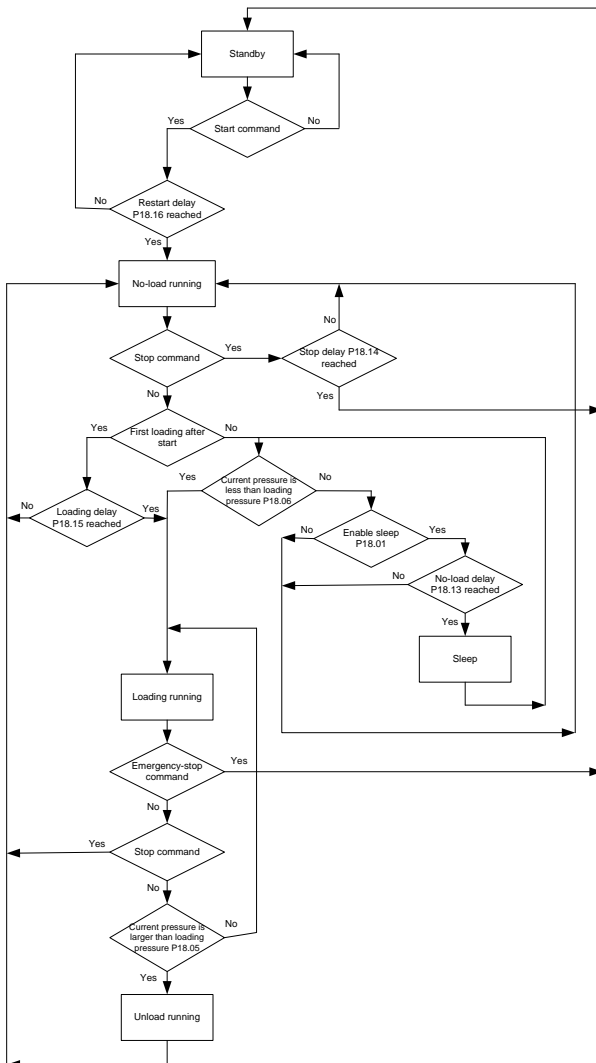 Standby
Start command
Yes
No
Restart delay
P18.16 reached
No
Yes
No-load running
No
Stop command
Yes
Stop delay P18.14
reached
No
Yes
Yes
First loading after
start
No
Yes
Current pressure is
less than loading
pressure P18.06
No
No
Loading delay
P18.15 reached
Yes
No
Enable sleep
P18.01
Yes
No
No-load delay
P18.13 reached
Yes
Sleep
Loading running
Emergency-stop
command
Yes
No
Yes
Stop command
No
Current pressure is
larger than loading
pressure P18.05
No
Yes
Unload running